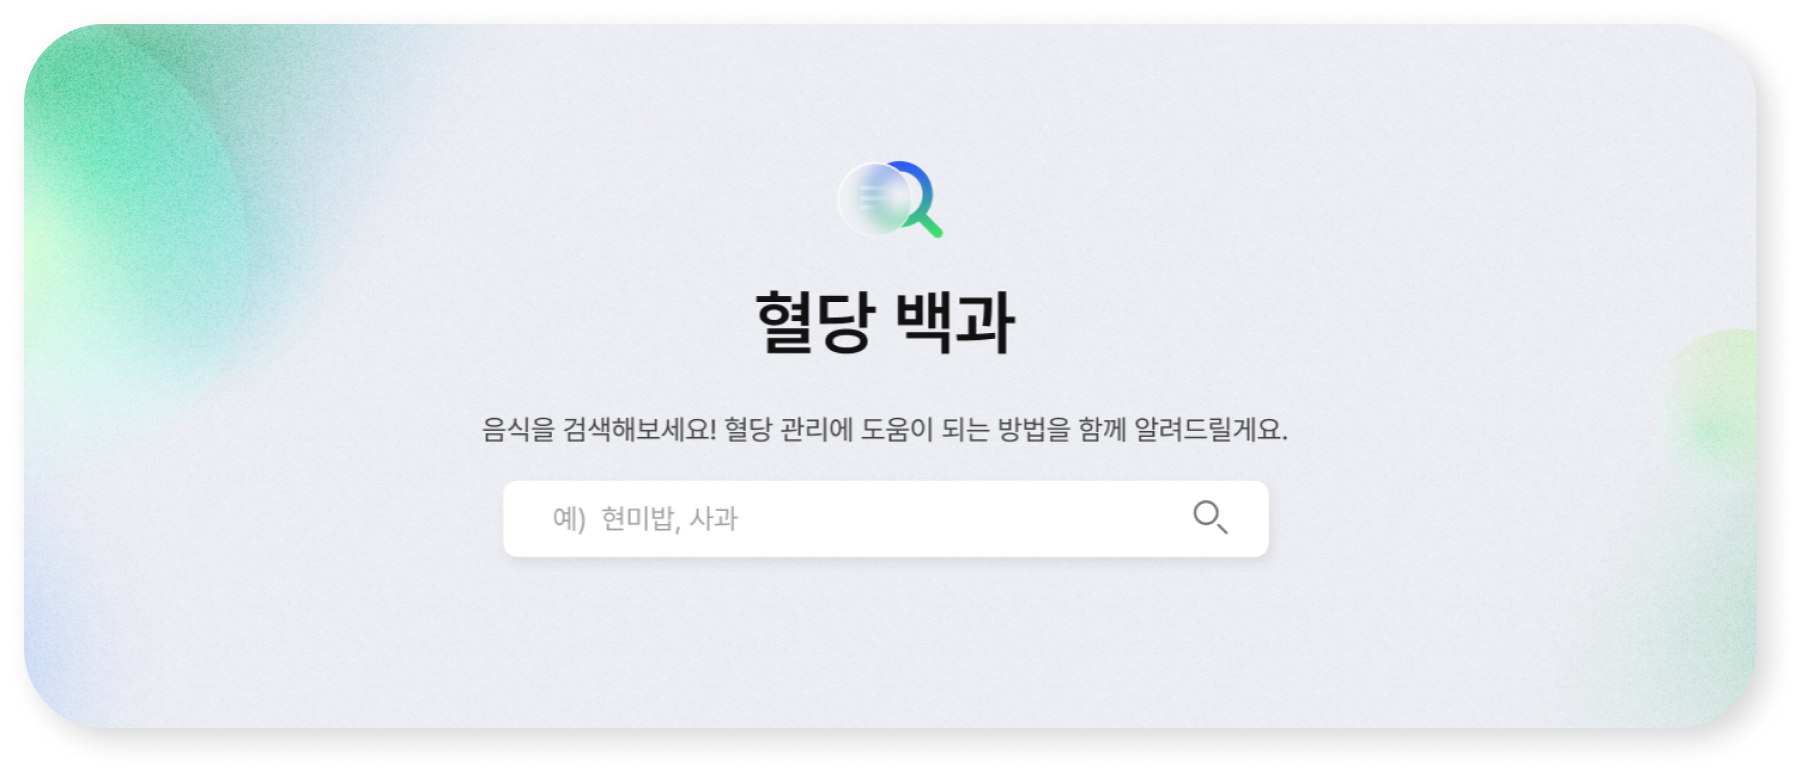 혈당 백과
음식을 검색해보세요! 혈당 관리에 도움이 되는 방법을 함께 알려드릴게요.
예) 현미밥, 사과